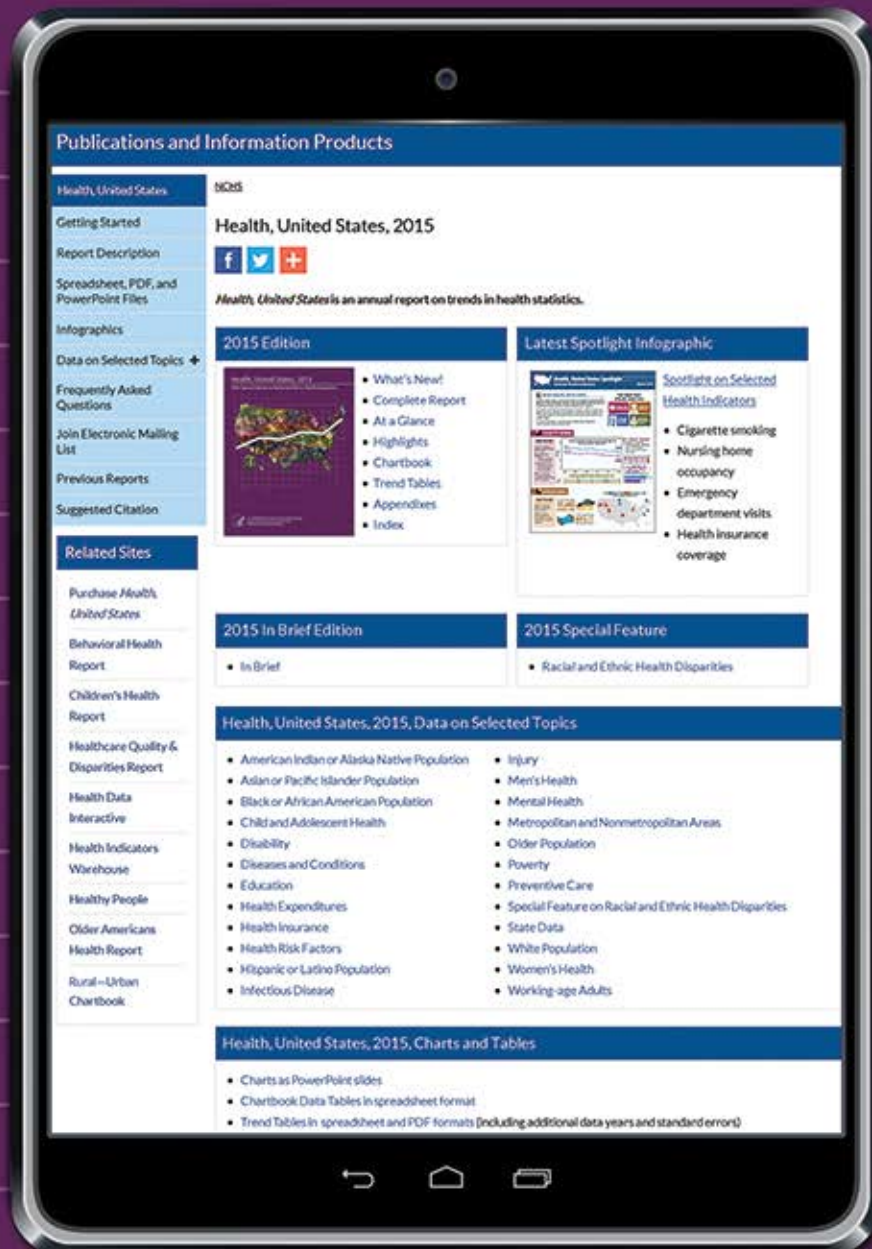 Publications and Information Products
Health, United States
Getting Started
Report Description
Spreadsheet, PDF, and
PowerPoint Files
Infographics
Data on Selected Topics +
Frequently Asked
Questions
Join Electronic Mailing
List
Previous Reports
Suggested Citation
Related Sites
Purchase Health,
United States
Behavioral Health
Report
Children's Health
Report
Healthcare Quality &
Disparities Report
Health Data
Interactive
Health Indicators
Warehouse
Healthy People
Older Americans
Health Report
Rural—Urban
Chartbook
NCHS
Health, United States, 2015
f
Health, United States is an annual report on trends in health statistics.
2015 Edition
Health, United States, 2015
• What's New!
• Complete Report
• At a Glance
• Highlights
• Chartbook
• Trend Tables
• Appendixes
• Index
Latest Spotlight Infographic
Health, United States Spotlight
Spotlight on Selected
Health Indicators
• Cigarette smoking
• Nursing home
occupancy
• Emergency
department visits
• Health insurance
coverage
2015 In Brief Edition
• In Brief
2015 Special Feature
• Racial and Ethnic Health Disparities
Health, United States, 2015, Data on Selected Topics
• American Indian or Alaska Native Population
• Asian or Pacific Islander Population
• Black or African American Population
• Child and Adolescent Health
• Disability
• Diseases and Conditions
• Education
• Health Expenditures
• Health Insurance
• Health Risk Factors
• Hispanic or Latino Population
• Infectious Disease
• Injury
• Men's Health
• Mental Health
• Metropolitan and Nonmetropolitan Areas
• Older Population
• Poverty
• Preventive Care
• Special Feature on Racial and Ethnic Health Disparities
• State Data
• White Population
• Women's Health
• Working-age Adults
Health, United States, 2015, Charts and Tables
• Charts as PowerPoint slides
• Chartbook Data Tables in spreadsheet format
• Trend Tables in spreadsheet and PDF formats (including additional data years and standard errors)